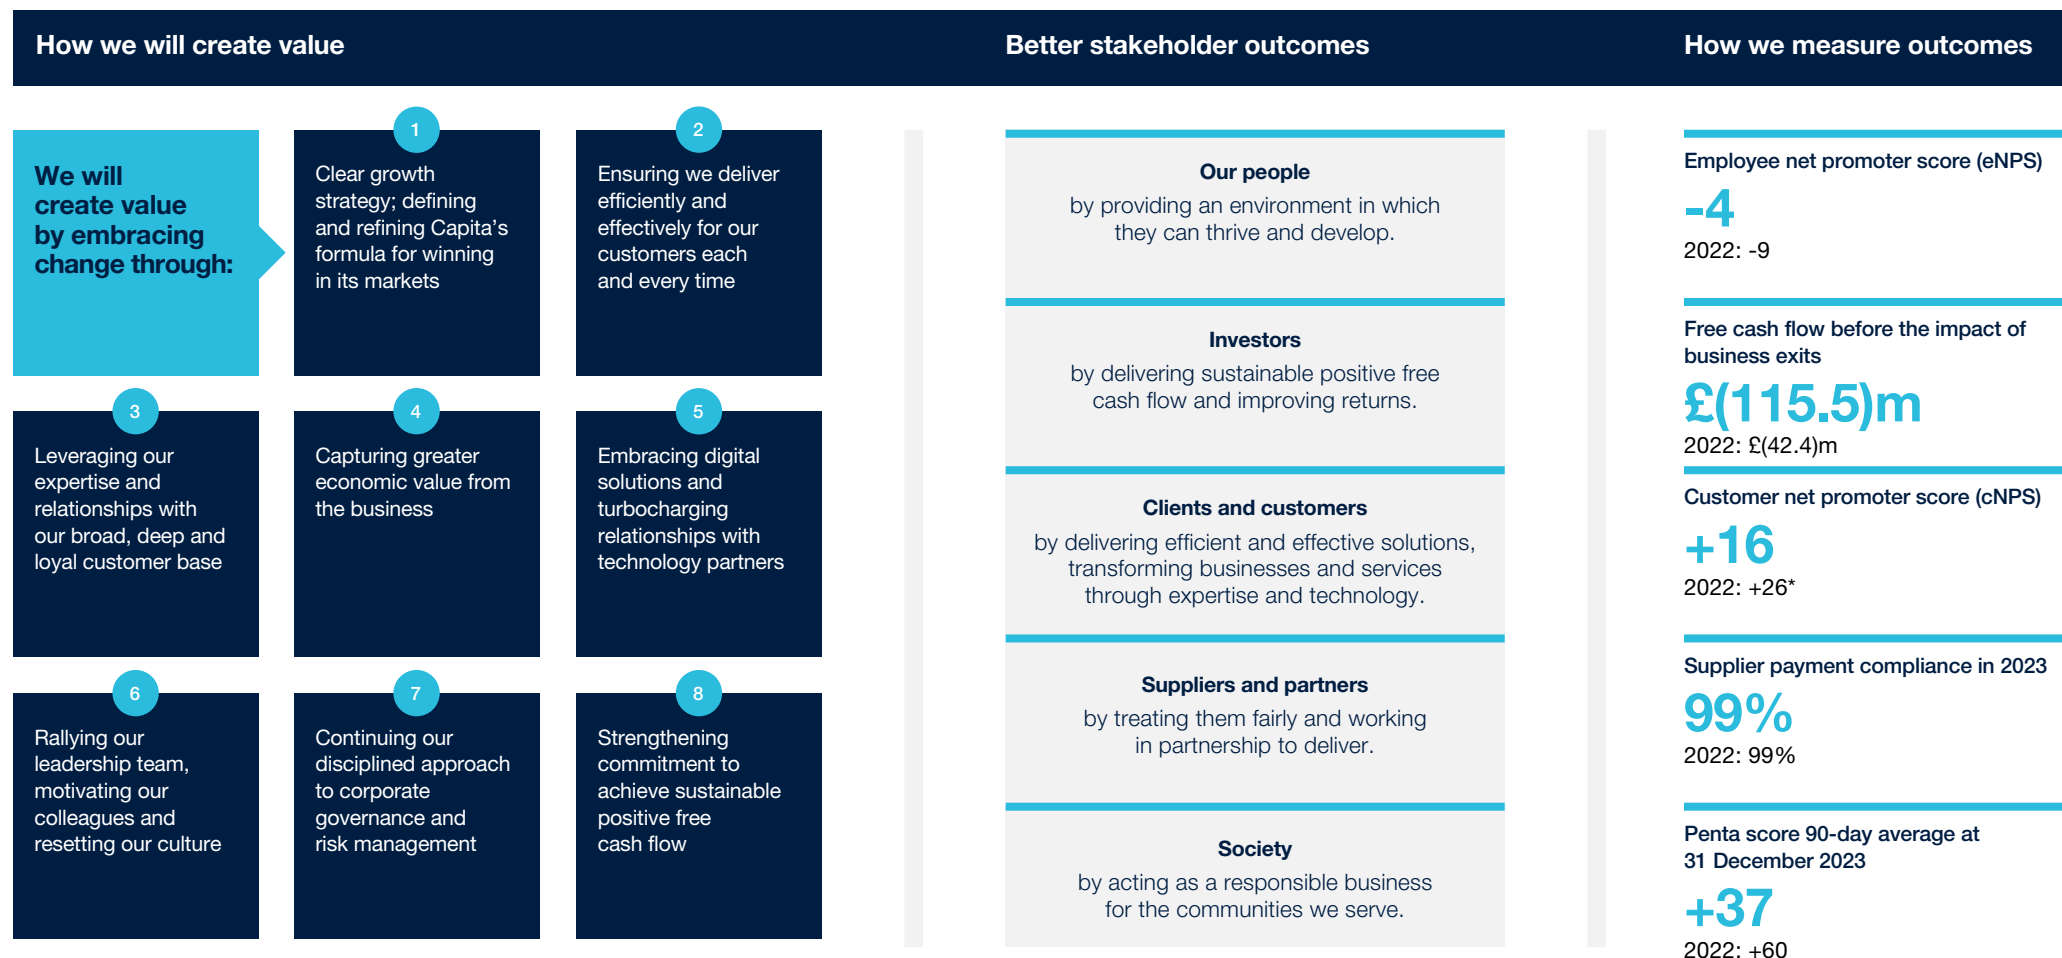 How we will create value
Better stakeholder outcomes
How we measure outcomes
We will
create value
by embracing
change through:
1
Clear growth
strategy; defining
and refining Capita’s
formula for winning
in its markets
2
Ensuring we deliver
efficiently and
effectively for our
customers each
and every time
3
Leveraging our
expertise and
relationships with
our broad, deep and
loyal customer base
4
Capturing greater
economic value from
the business
5
Embracing digital
solutions and
turbocharging
relationships with
technology partners
6
Rallying our
leadership team,
motivating our
colleagues and
resetting our culture
7
Continuing our
disciplined approach
to corporate
governance and
risk management
8
Strengthening
commitment to
achieve sustainable
positive free
cash flow
Our people
by providing an environment in which
they can thrive and develop.
Investors
by delivering sustainable positive free
cash flow and improving returns.
Clients and customers
by delivering efficient and effective solutions,
transforming businesses and services
through expertise and technology.
Suppliers and partners
by treating them fairly and working
in partnership to deliver.
Society
by acting as a responsible business
for the communities we serve.
Employee net promoter score (eNPS)
-4
2022: -9
Free cash flow before the impact of
business exits
£(115.5)m
2022: £(42.4)m
Customer net promoter score (cNPS)
+16
2022: +26*
Supplier payment compliance in 2023
99%
2022: 99%
Penta score 90-day average at
31 December 2023
+37
2022: +60